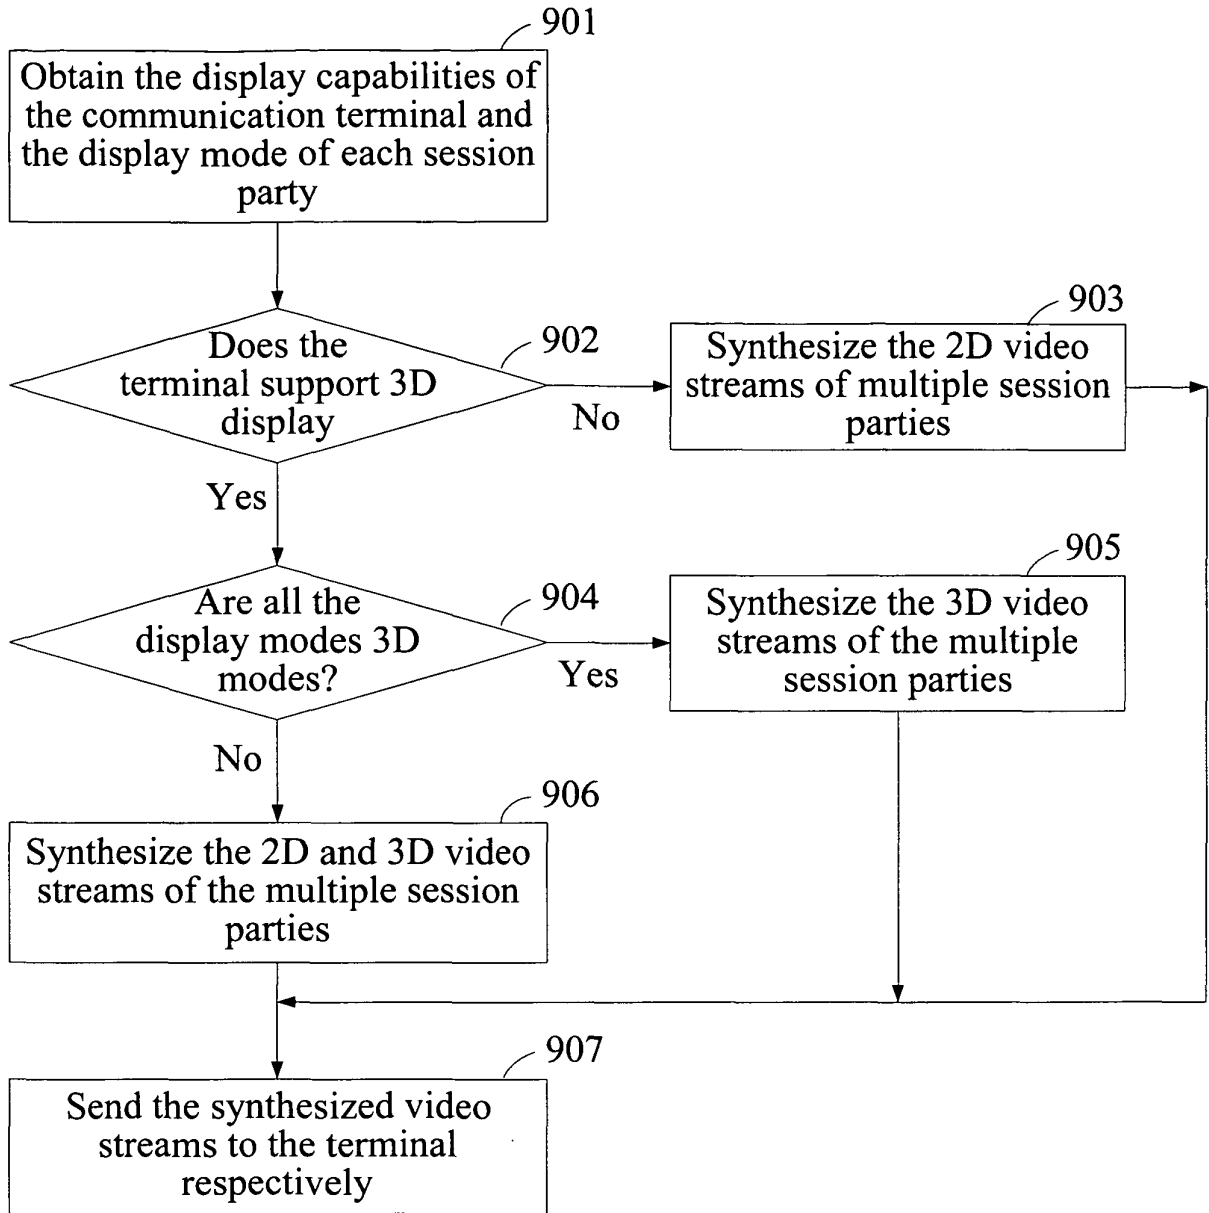 901
Obtain the display capabilities of
the communication terminal and
the display mode of each session
party
902
Does the
terminal support 3D
display
No
Yes
903
Synthesize the 2D video
streams of multiple session
parties
904
Are all the
display modes 3D
modes?
Yes
No
905
Synthesize the 3D video
streams of the multiple
session parties
906
Synthesize the 2D and 3D video
streams of the multiple session
parties
907
Send the synthesized video
streams to the terminal
respectively